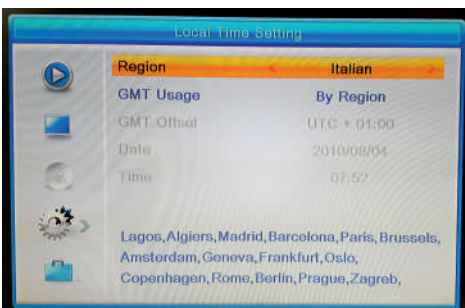 Local Time Setting
Region Italian
GMT Usage By Region
GMT Offset UTC + 01:00
Date 2010/08/04
Time 07:52
Lagos,Algiers,Madrid,Barcelona,Paris,Brussels,
Amsterdam,Geneva,Frankfurt,Oslo,
Copenhagen,Rome,Berlin,Prague,Zagreb,